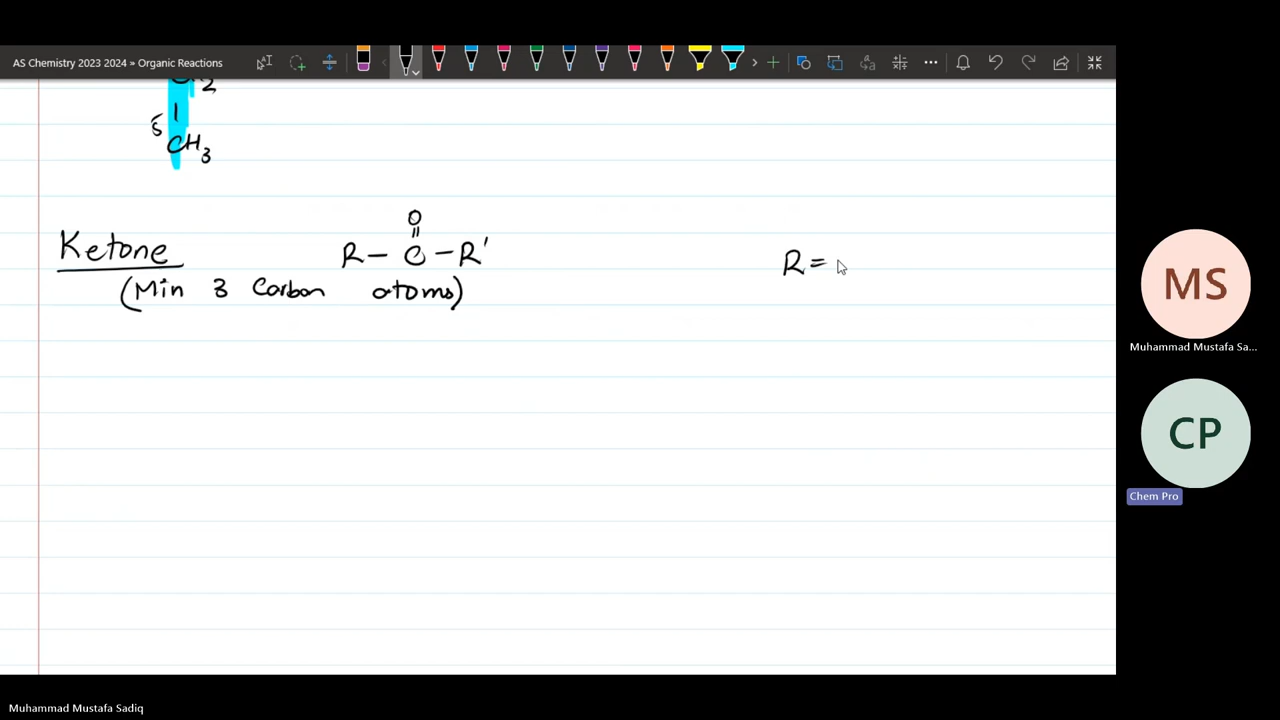 AS Chemistry 2023 2024 » Organic Reactions
2
5
CH3
MS
Muhammad Mustafa Sa...
Ketone
O
R – C – R'
R =
(Min 3 Carbon atoms)
CP
Chem Pro
Muhammad Mustafa Sadiq